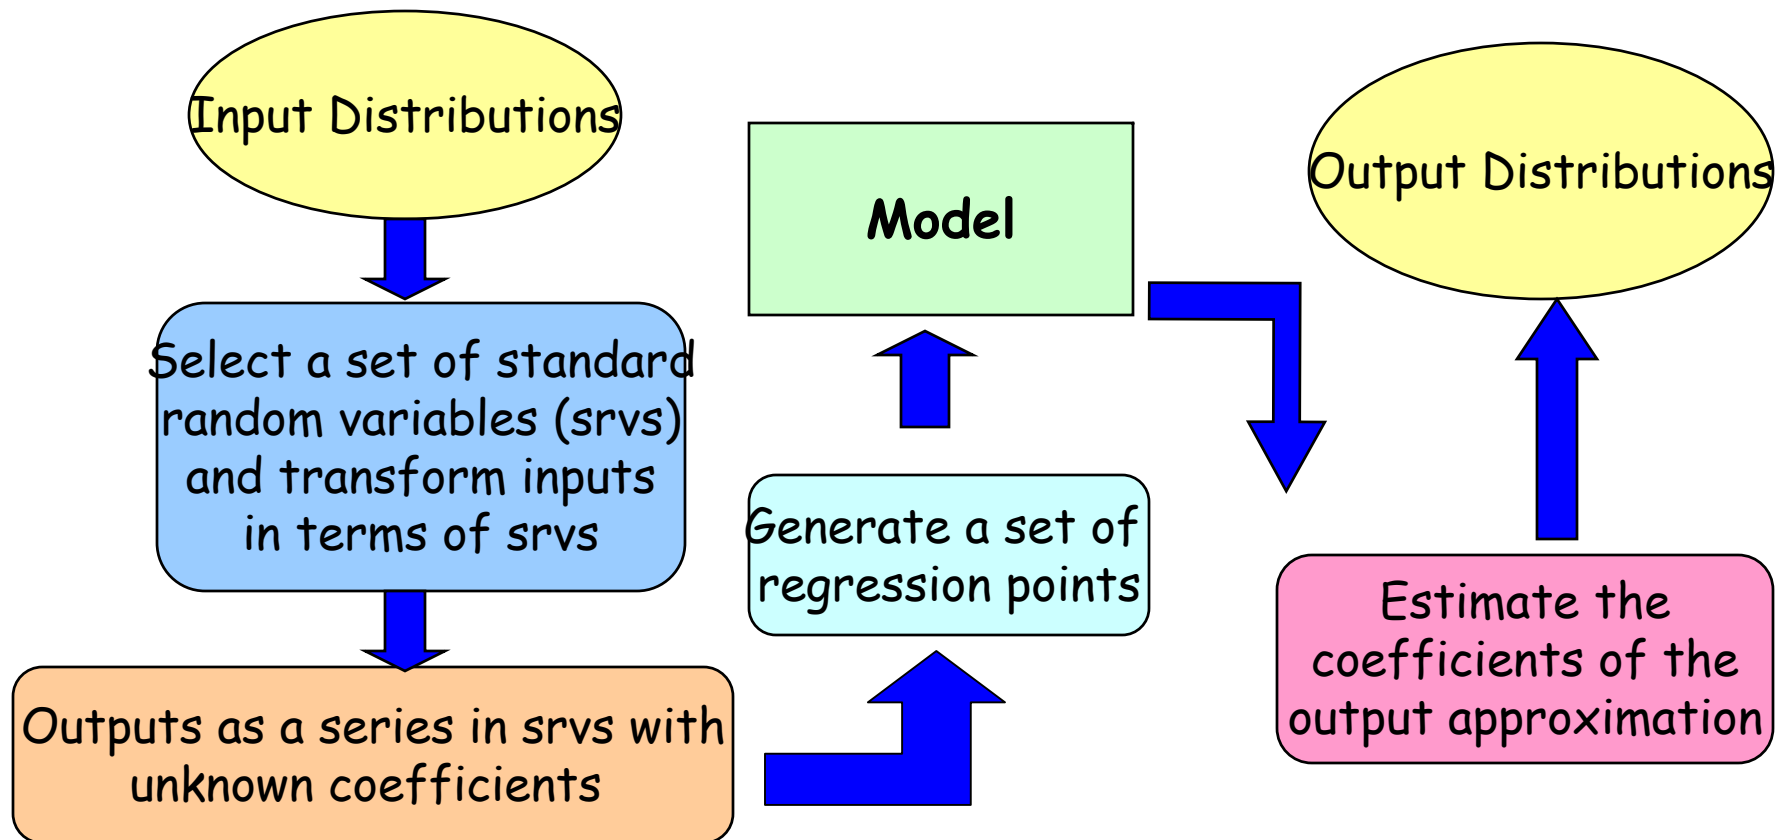 Input Distributions
Select a set of standard
random variables (srvs)
and transform inputs
in terms of srvs
Outputs as a series in srvs with
unknown coefficients
Generate a set of
regression points
Model
Estimate the
coefficients of the
output approximation
Output Distributions